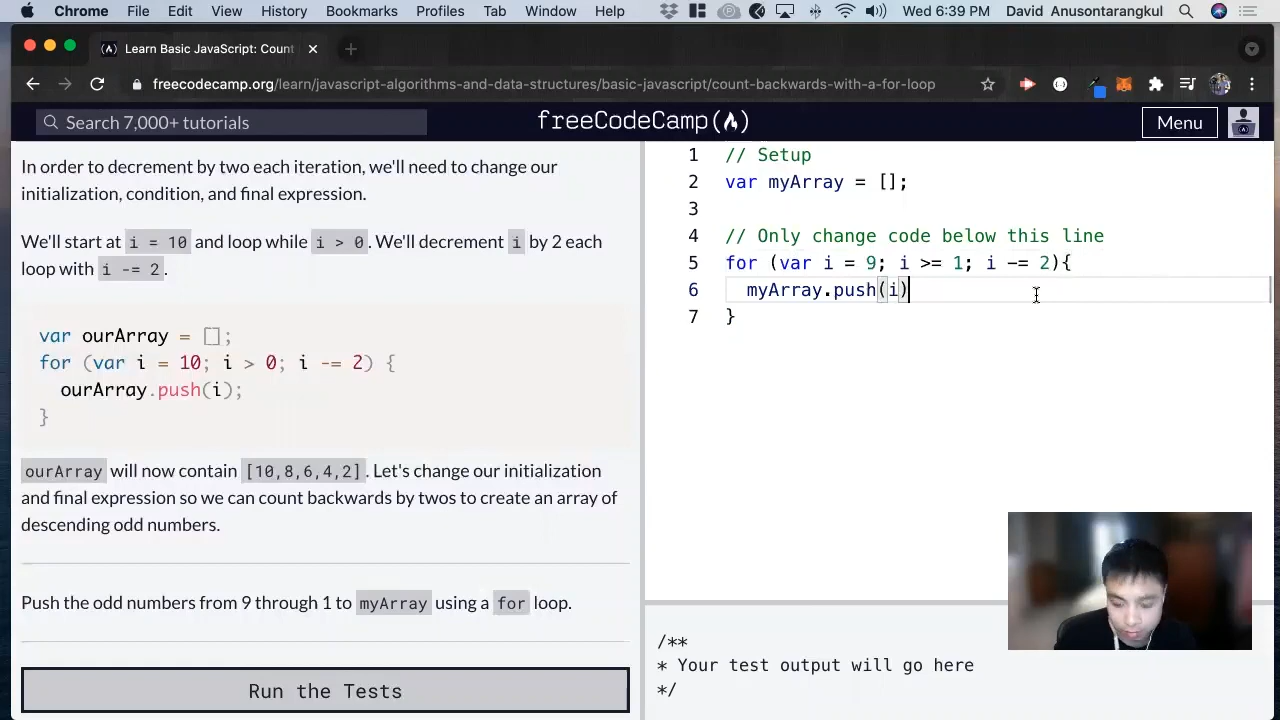 Chrome File Edit View History Bookmarks Profiles Tab Window Help Wed 6:39 PM David Anusontarangkul
Learn Basic JavaScript: Count
freecodecamp.org/learn/javascript-algorithms-and-data-structures/basic-javascript/count-backwards-with-a-for-loop
Search 7,000+ tutorials
freeCodeCamp
Menu
In order to decrement by two each iteration, we'll need to change our
initialization, condition, and final expression.
We'll start at i = 10 and loop while i > 0. We'll decrement i by 2 each
loop with i -= 2.
var ourArray = [];
for (var i = 10; i > 0; i -= 2) {
ourArray.push(i);
}
ourArray will now contain [10,8,6,4,2]. Let's change our initialization
and final expression so we can count backwards by twos to create an array of
descending odd numbers.
Push the odd numbers from 9 through 1 to myArray using a for loop.
Run the Tests
1 // Setup
2 var myArray = [];
3
4 // Only change code below this line
5 for (var i = 9; i >= 1; i -= 2){
6 myArray.push(i)
7 }
/**
* Your test output will go here
*/